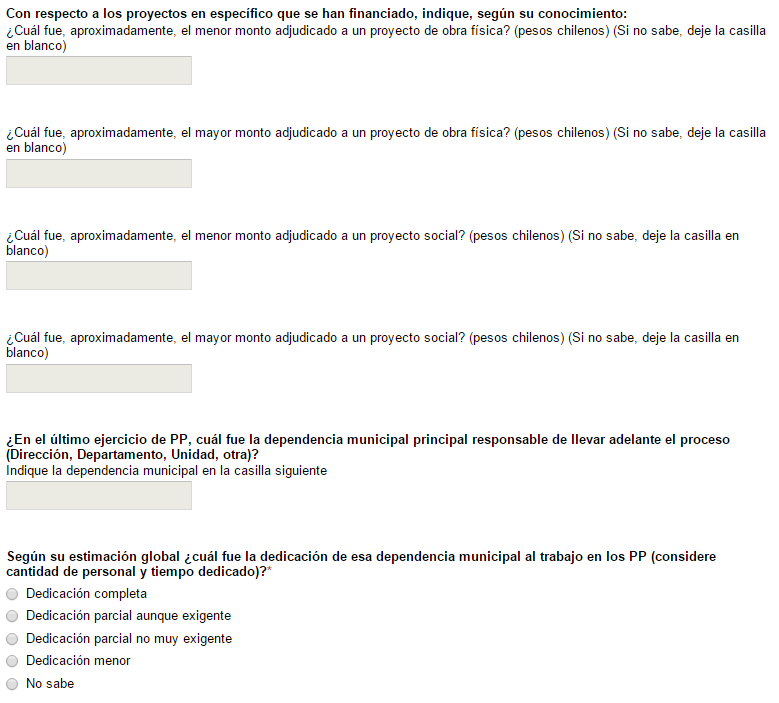 Con respecto a los proyectos en específico que se han financiado, indique, según su conocimiento:
¿Cuál fue, aproximadamente, el menor monto adjudicado a un proyecto de obra física? (pesos chilenos) (Si no sabe, deje la casilla
en blanco)
¿Cuál fue, aproximadamente, el mayor monto adjudicado a un proyecto de obra física? (pesos chilenos) (Si no sabe, deje la casilla
en blanco)
¿Cuál fue, aproximadamente, el menor monto adjudicado a un proyecto social? (pesos chilenos) (Si no sabe, deje la casilla en
blanco)
¿Cuál fue, aproximadamente, el mayor monto adjudicado a un proyecto social? (pesos chilenos) (Si no sabe, deje la casilla en
blanco)
¿En el último ejercicio de PP, cuál fue la dependencia municipal principal responsable de llevar adelante el proceso
(Dirección, Departamento, Unidad, otra)?
Indique la dependencia municipal en la casilla siguiente
Según su estimación global ¿cuál fue la dedicación de esa dependencia municipal al trabajo en los PP (considere
cantidad de personal y tiempo dedicado)?*
Dedicación completa
Dedicación parcial aunque exigente
Dedicación parcial no muy exigente
Dedicación menor
No sabe